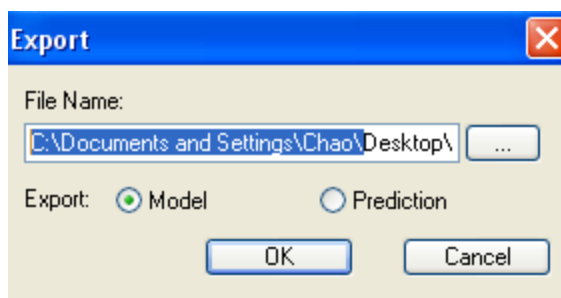 Export
File Name:
C:\Documents and Settings\Chao\Desktop\ ...
Export: Model Prediction
OK Cancel